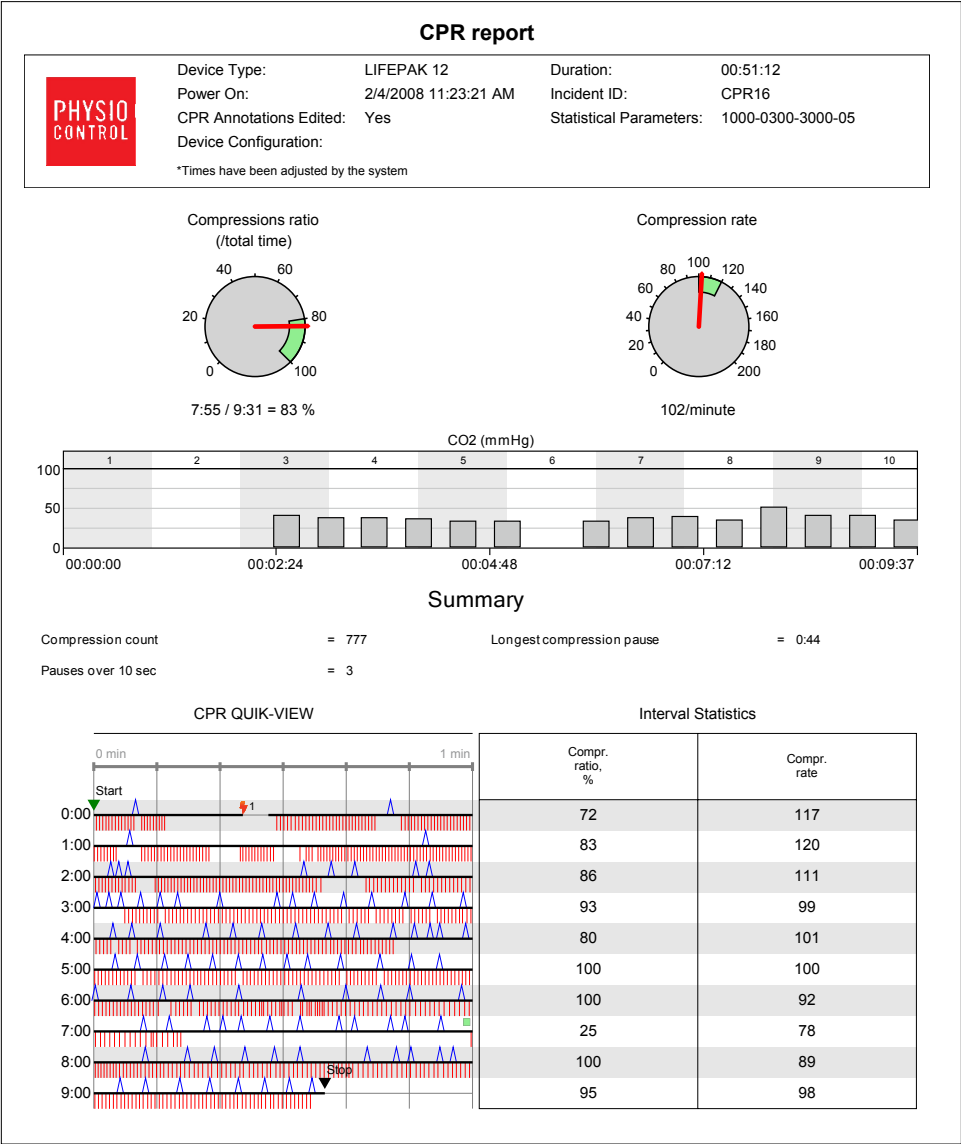 CPR report
PHYSIO
CONTROL
Device Type: LIFEPAK 12 Duration: 00:51:12
Power On: 2/4/2008 11:23:21 AM Incident ID: CPR16
CPR Annotations Edited: Yes Statistical Parameters: 1000-0300-3000-05
Device Configuration:
*Times have been adjusted by the system
Compressions ratio
(/total time)
0 20 40 60 80 100
7:55 / 9:31 = 83 %
Compression rate
0 20 40 60 80 100 120 140 160 180 200
102/minute
CO2 (mmHg)
1 2 3 4 5 6 7 8 9 10
100
50
0
00:00:00 00:02:24 00:04:48 00:07:12 00:09:37
Summary
Compression count = 777 Longest compression pause = 0:44
Pauses over 10 sec = 3
CPR QUIK-VIEW Interval Statistics
0 min 1 min Compr. ratio, % Compr. rate
Start
1
0:00 72 117
1:00 83 120
2:00 86 111
3:00 93 99
4:00 80 101
5:00 100 100
6:00 100 92
7:00 25 78
8:00 100 89
Stop
9:00 95 98